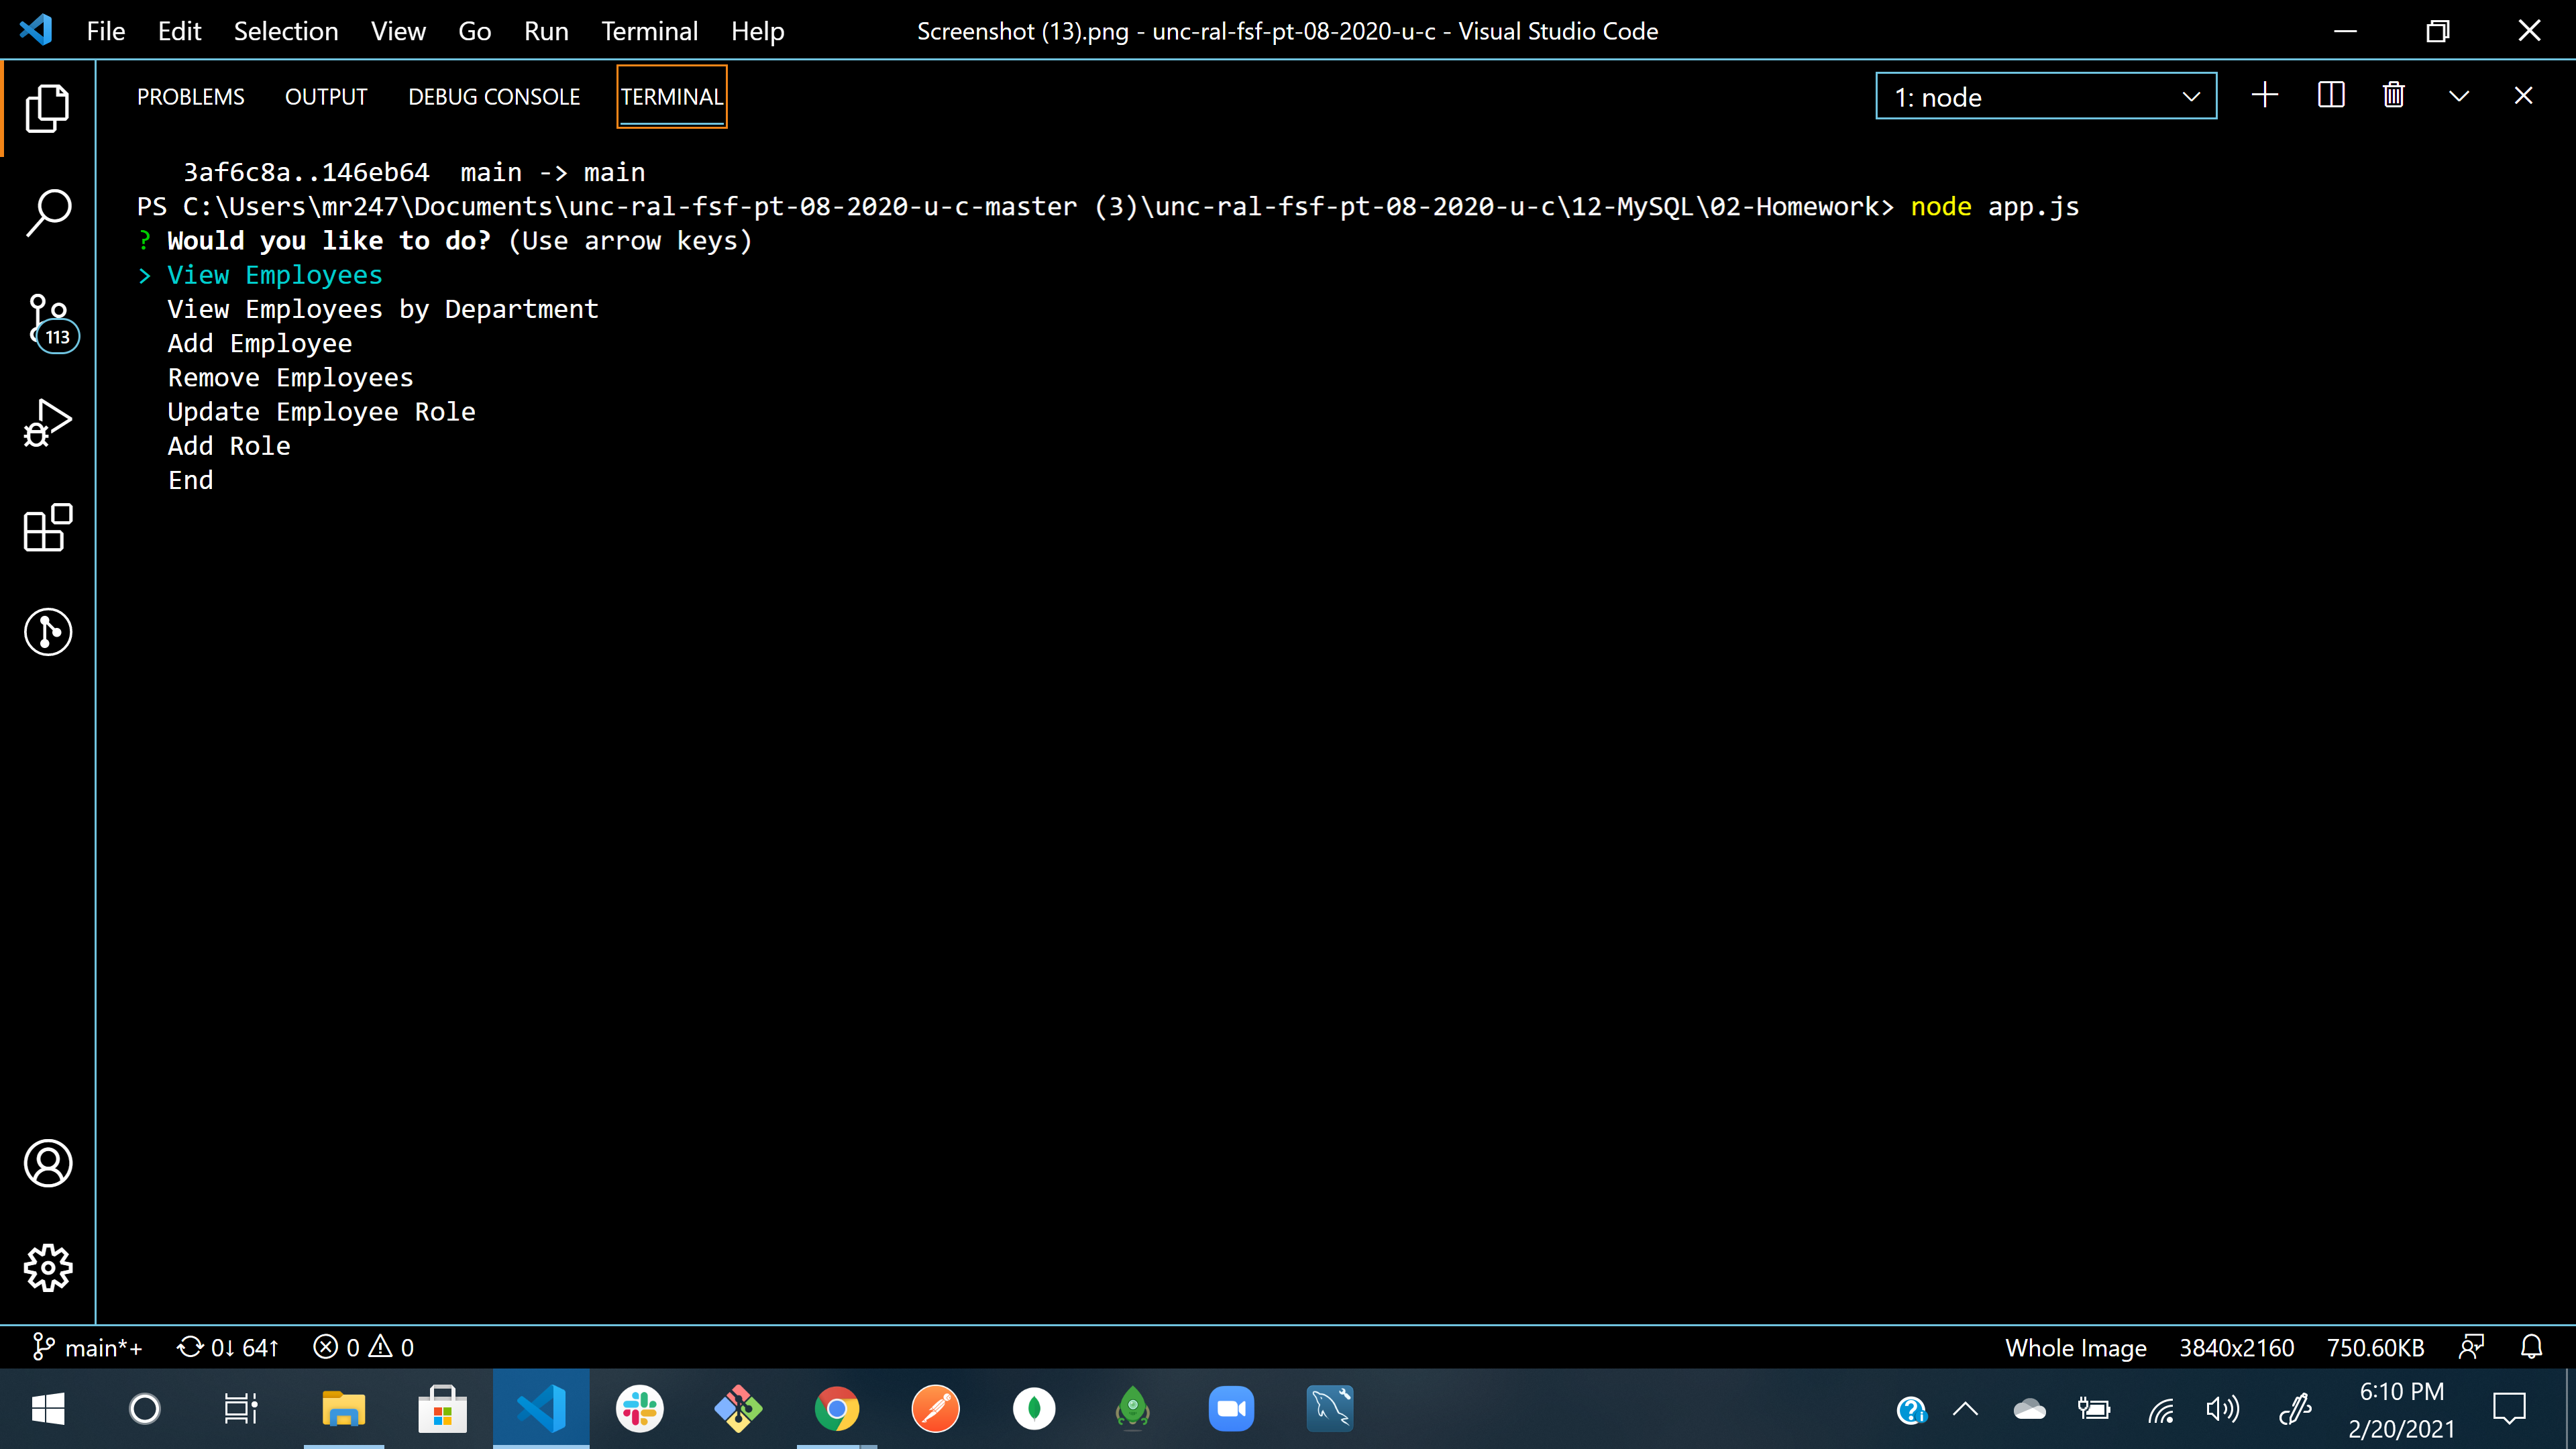 File Edit Selection View Go Run Terminal Help
Screenshot (13).png - unc-ral-fsf-pt-08-2020-u-c - Visual Studio Code
PROBLEMS OUTPUT DEBUG CONSOLE TERMINAL
1: node
3af6c8a..146eb64  main -> main
PS C:\Users\mr247\Documents\unc-ral-fsf-pt-08-2020-u-c-master (3)\unc-ral-fsf-pt-08-2020-u-c\12-MySQL\02-Homework> node app.js
? Would you like to do? (Use arrow keys)
> View Employees
View Employees by Department
Add Employee
Remove Employees
Update Employee Role
Add Role
End
113
main*+ 0↓ 64↑ 0 0
Whole Image 3840x2160 750.60KB
6:10 PM
2/20/2021